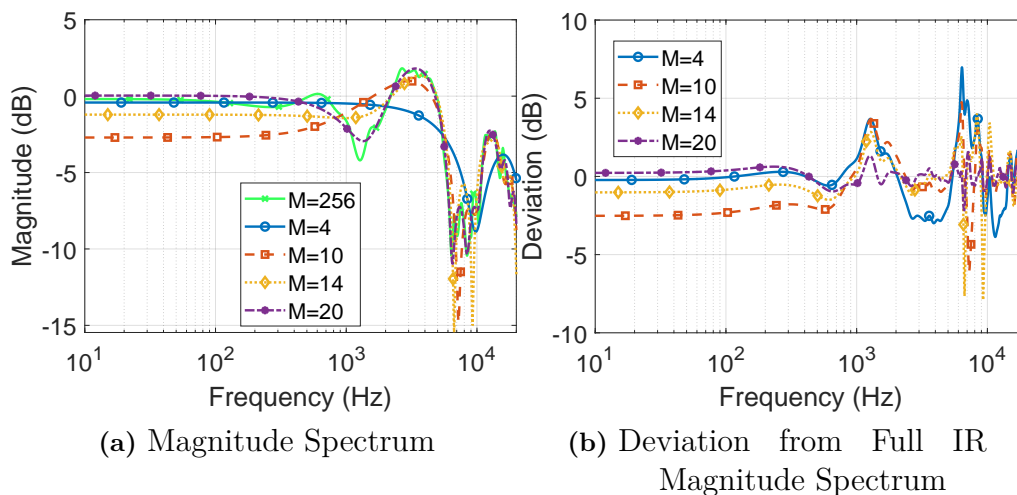 5
0
-5
-10
-15
Magnitude (dB)
M=256
M=4
M=10
M=14
M=20
10^1
10^2
10^3
10^4
Frequency (Hz)
(a) Magnitude Spectrum
10
5
0
-5
-10
Deviation (dB)
M=4
M=10
M=14
M=20
10^1
10^2
10^3
10^4
Frequency (Hz)
(b) Deviation from Full IR
Magnitude Spectrum